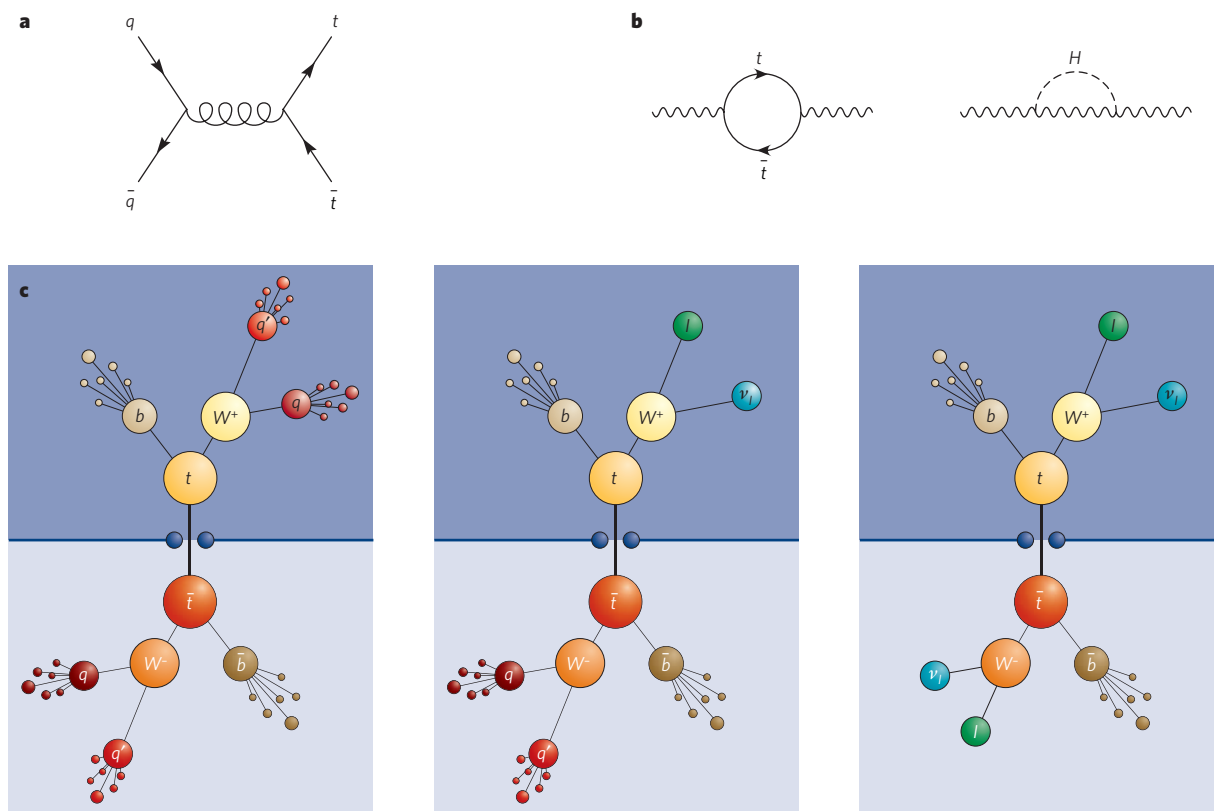 a
q
t
q̄
t̄
b
t
t̄
H
c
q′
q
b
W⁺
t
t̄
q
W⁻
b̄
q′
l
νₗ
b
W⁺
t
t̄
q
W⁻
b̄
q′
l
νₗ
b
W⁺
t
t̄
νₗ
W⁻
b̄
l